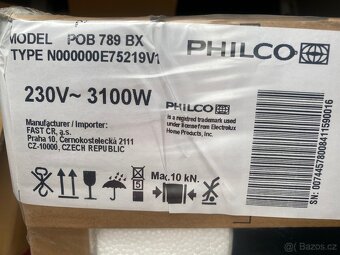 MODEL POB 789 BX
TYPE N000000E75219V1
PHILCO
230V~ 3100W
Manufacturer / Importer:
FAST ČR, a.s.
Praha 10, Černokostelecká 2111
CZ-10000, CZECH REPUBLIC
PHILCO
is a registered trademark used
under license from Electrolux
Home Products, Inc.
5
Max. 10 kN.
SN: 00744578008411590016
bazos.cz